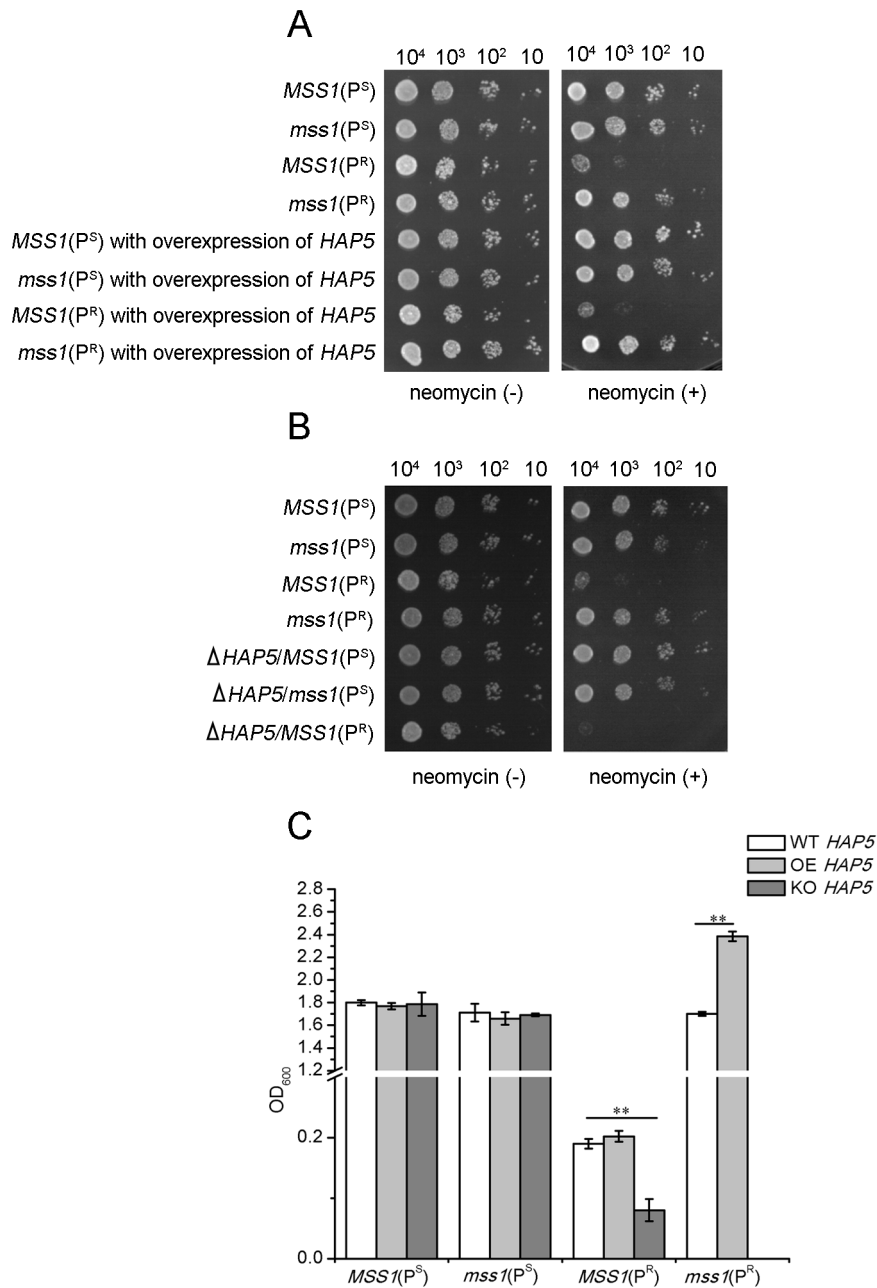 A
10⁴ 10³ 10² 10 10⁴ 10³ 10² 10
MSS1(Pˢ)
mss1(Pˢ)
MSS1(Pᴿ)
mss1(Pᴿ)
MSS1(Pˢ) with overexpression of HAP5
mss1(Pˢ) with overexpression of HAP5
MSS1(Pᴿ) with overexpression of HAP5
mss1(Pᴿ) with overexpression of HAP5
neomycin (-) neomycin (+)
B
10⁴ 10³ 10² 10 10⁴ 10³ 10² 10
MSS1(Pˢ)
mss1(Pˢ)
MSS1(Pᴿ)
mss1(Pᴿ)
ΔHAP5/MSS1(Pˢ)
ΔHAP5/mss1(Pˢ)
ΔHAP5/MSS1(Pᴿ)
neomycin (-) neomycin (+)
C
WT HAP5
OE HAP5
KO HAP5
2.8
2.6
2.4
2.2
2.0
1.8
1.6
1.4
1.2
0.2
0.0
OD₆₀₀
**
**
MSS1(Pˢ) mss1(Pˢ) MSS1(Pᴿ) mss1(Pᴿ)